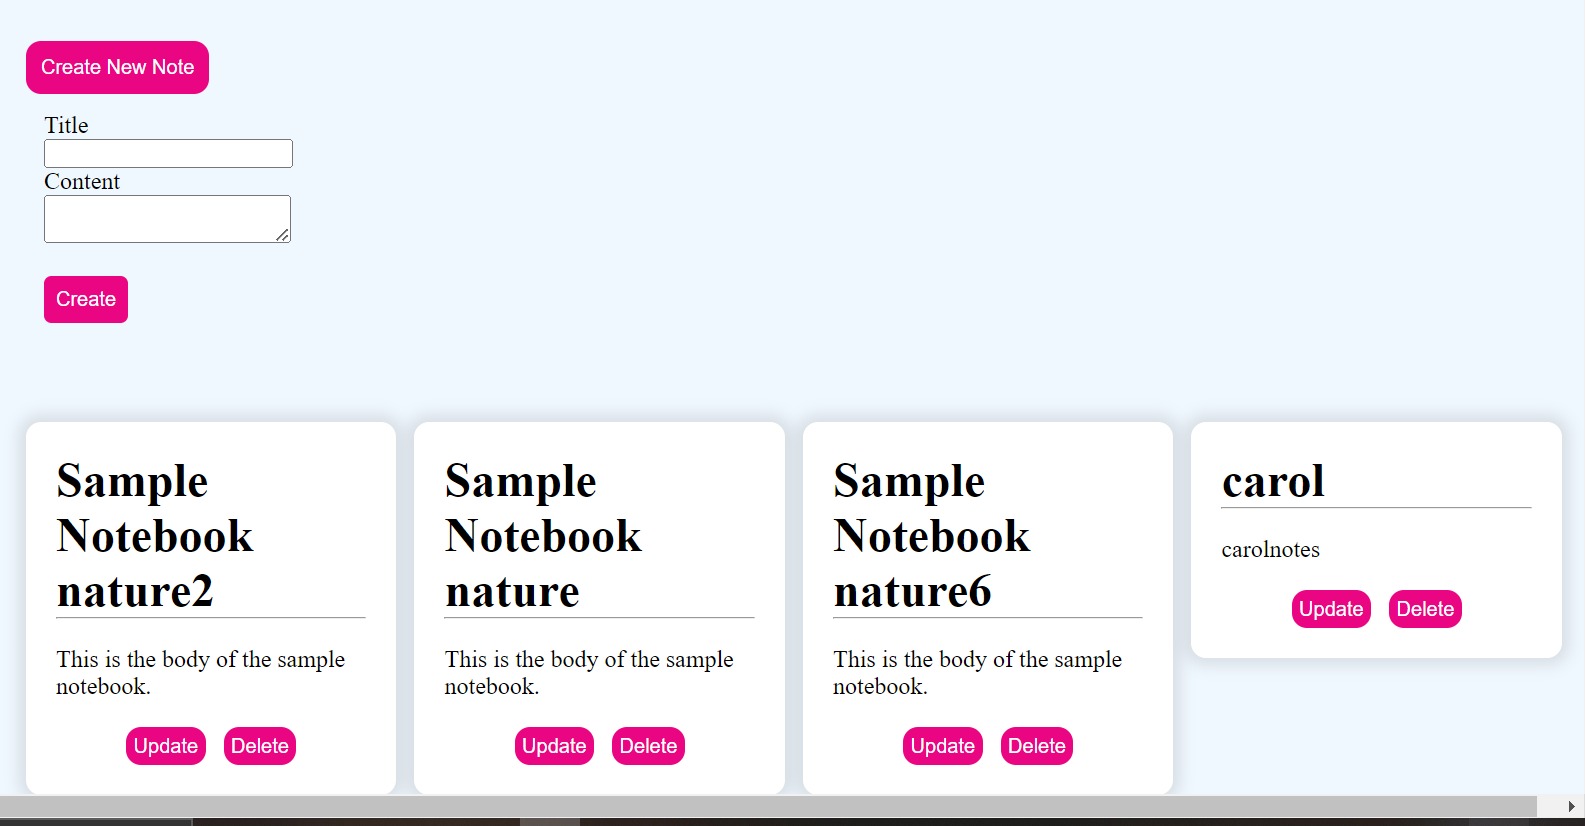 Create New Note
Title
Content
Create
Sample
Notebook
nature2
This is the body of the sample
notebook.
Update Delete
Sample
Notebook
nature
This is the body of the sample
notebook.
Update Delete
Sample
Notebook
nature6
This is the body of the sample
notebook.
Update Delete
carol
carolnotes
Update Delete